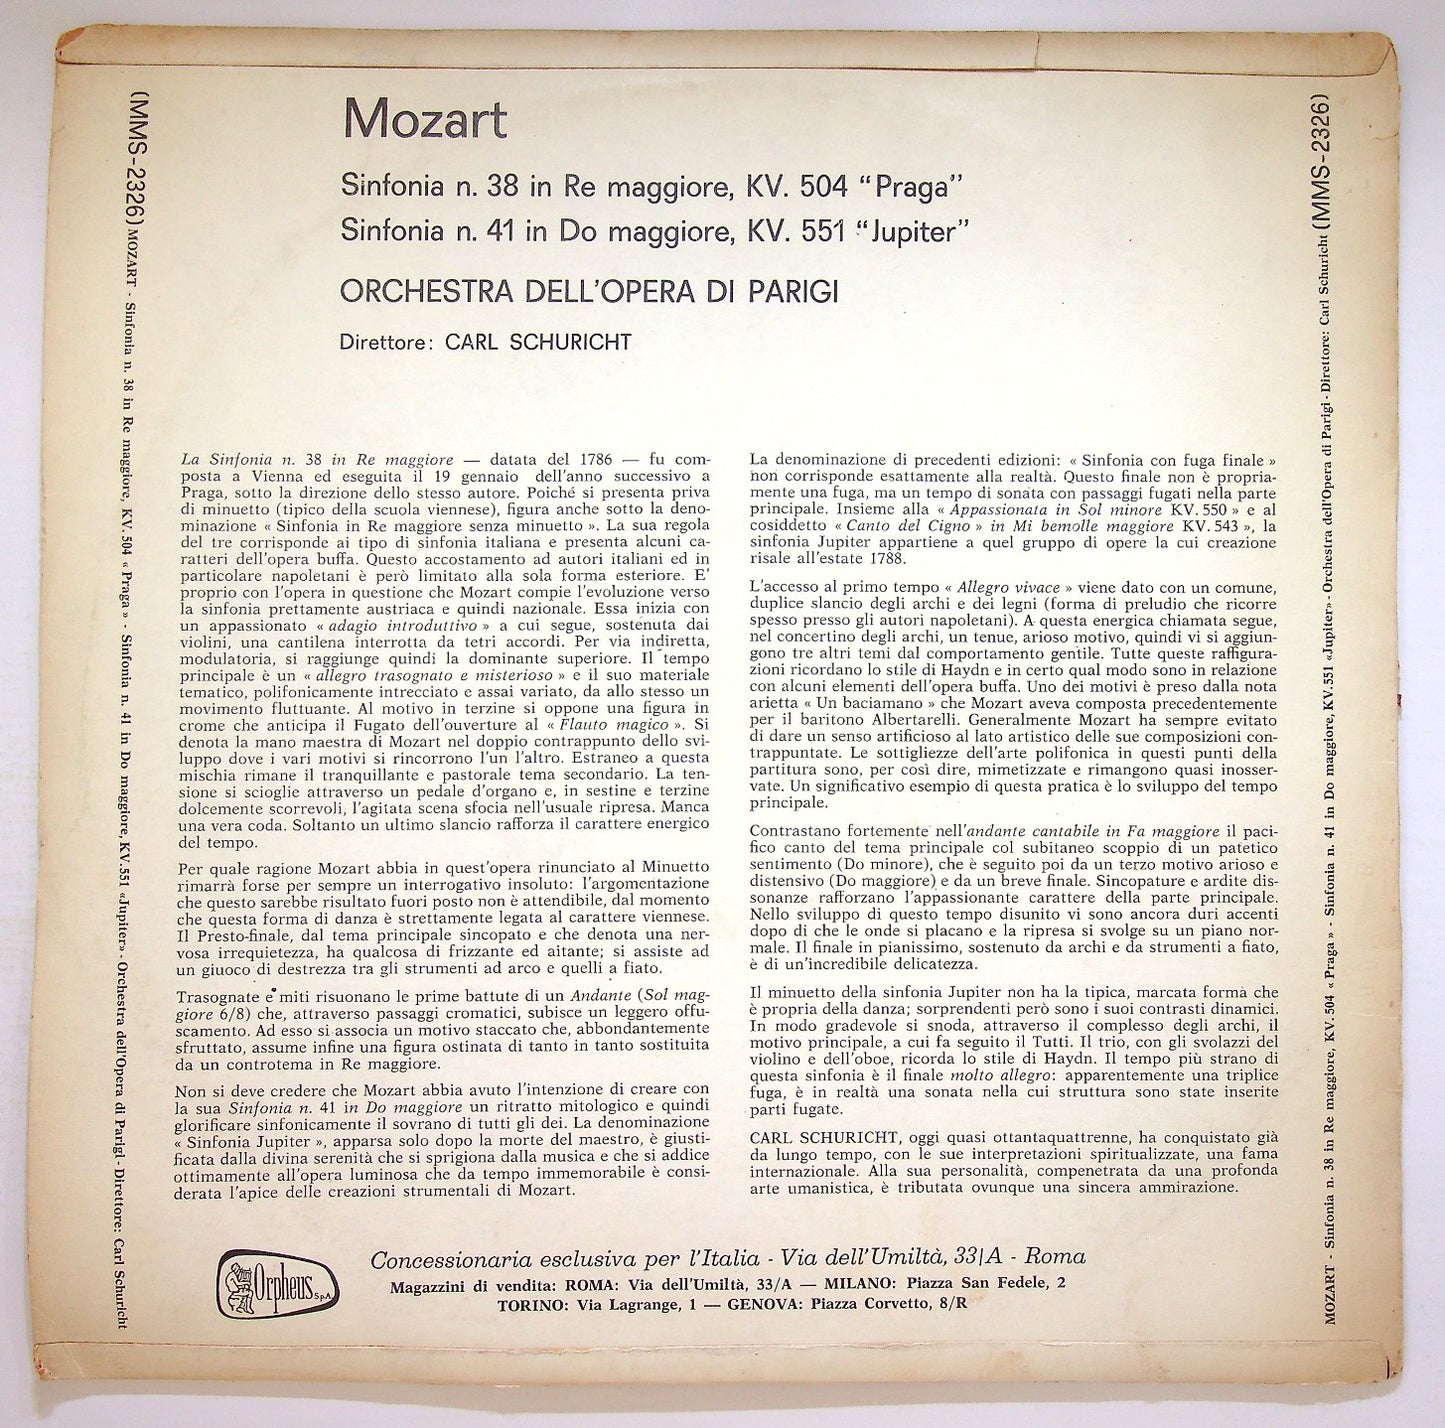 Mozart
Sinfonia n. 38 in Re maggiore, KV. 504 “Praga”
Sinfonia n. 41 in Do maggiore, KV. 551 “Jupiter”
ORCHESTRA DELL'OPERA DI PARIGI
Direttore: CARL SCHURICHT
(MMS-2326) MOZART - Sinfonia n. 38 in Re maggiore, KV. 504 « Praga » - Sinfonia n. 41 in Do maggiore, KV. 551 «Jupiter» - Orchestra dell'Opera di Parigi - Direttore: Carl Schuricht
La Sinfonia n. 38 in Re maggiore — datata del 1786 — fu com-
posta a Vienna ed eseguita il 19 gennaio dell'anno successivo a
Praga, sotto la direzione dello stesso autore. Poiché si presenta priva
di minuetto (tipico della scuola viennese), figura anche sotto la deno-
minazione « Sinfonia in Re maggiore senza minuetto ». La sua regola
del tre corrisponde ai tipo di sinfonia italiana e presenta alcuni ca-
ratteri dell'opera buffa. Questo accostamento ad autori italiani ed in
particolare napoletani è però limitato alla sola forma esteriore. E'
proprio con l'opera in questione che Mozart compie l'evoluzione verso
la sinfonia prettamente austriaca e quindi nazionale. Essa inizia con
un appassionato « adagio introduttivo » a cui segue, sostenuta dai
violini, una cantilena interrotta da tetri accordi. Per via indiretta,
modulatoria, si raggiunge quindi la dominante superiore. Il tempo
principale è un « allegro trasognato e misterioso » e il suo materiale
tematico, polifonicamente intrecciato e assai variato, da allo stesso un
movimento fluttuante. Al motivo in terzine si oppone una figura in
crome che anticipa il Fugato dell'ouverture al « Flauto magico ». Si
denota la mano maestra di Mozart nel doppio contrappunto dello svi-
luppo dove i vari motivi si rincorrono l'un l'altro. Estraneo a questa
mischia rimane il tranquillante e pastorale tema secondario. La ten-
sione si scioglie attraverso un pedale d'organo e, in sestine e terzine
dolcemente scorrevoli, l'agitata scena sfocia nell'usuale ripresa. Manca
una vera coda. Soltanto un ultimo slancio rafforza il carattere energico
del tempo.
Per quale ragione Mozart abbia in quest'opera rinunciato al Minuetto
rimarrà forse per sempre un interrogativo insoluto: l'argomentazione
che questo sarebbe risultato fuori posto non è attendibile, dal momento
che questa forma di danza è strettamente legata al carattere viennese.
Il Presto-finale, dal tema principale sincopato e che denota una ner-
vosa irrequietezza, ha qualcosa di frizzante ed aitante; si assiste ad
un giuoco di destrezza tra gli strumenti ad arco e quelli a fiato.
Trasognate e miti risuonano le prime battute di un Andante (Sol mag-
giore 6/8) che, attraverso passaggi cromatici, subisce un leggero offu-
scamento. Ad esso si associa un motivo staccato che, abbondantemente
sfruttato, assume infine una figura ostinata di tanto in tanto sostituita
da un controtema in Re maggiore.
Non si deve credere che Mozart abbia avuto l'intenzione di creare con
la sua Sinfonia n. 41 in Do maggiore un ritratto mitologico e quindi
glorificare sinfonicamente il sovrano di tutti gli dei. La denominazione
« Sinfonia Jupiter », apparsa solo dopo la morte del maestro, è giusti-
ficata dalla divina serenità che si sprigiona dalla musica e che si addice
ottimamente all'opera luminosa che da tempo immemorabile è consi-
derata l'apice delle creazioni strumentali di Mozart.
La denominazione di precedenti edizioni: « Sinfonia con fuga finale »
non corrisponde esattamente alla realtà. Questo finale non è propria-
mente una fuga, ma un tempo di sonata con passaggi fugati nella parte
principale. Insieme alla « Appassionata in Sol minore KV. 550 » e al
cosiddetto « Canto del Cigno » in Mi bemolle maggiore KV. 543 », la
sinfonia Jupiter appartiene a quel gruppo di opere la cui creazione
risale all'estate 1788.
L'accesso al primo tempo « Allegro vivace » viene dato con un comune,
duplice slancio degli archi e dei legni (forma di preludio che ricorre
spesso presso gli autori napoletani). A questa energica chiamata segue,
nel concertino degli archi, un tenue, arioso motivo, quindi vi si aggiun-
gono tre altri temi dal comportamento gentile. Tutte queste raffigura-
zioni ricordano lo stile di Haydn e in certo qual modo sono in relazione
con alcuni elementi dell'opera buffa. Uno dei motivi è preso dalla nota
arietta « Un baciamano » che Mozart aveva composta precedentemente
per il baritono Albertarelli. Generalmente Mozart ha sempre evitato
di dare un senso artificioso al lato artistico delle sue composizioni con-
trappuntate. Le sottigliezze dell'arte polifonica in questi punti della
partitura sono, per così dire, mimetizzate e rimangono quasi inosser-
vate. Un significativo esempio di questa pratica è lo sviluppo del tempo
principale.
Contrastano fortemente nell'andante cantabile in Fa maggiore il paci-
fico canto del tema principale col subitaneo scoppio di un patetico
sentimento (Do minore), che è seguito poi da un terzo motivo arioso e
distensivo (Do maggiore) e da un breve finale. Sincopature e ardite dis-
sonanze rafforzano l'appassionante carattere della parte principale.
Nello sviluppo di questo tempo disunito vi sono ancora duri accenti
dopo di che le onde si placano e la ripresa si svolge su un piano nor-
male. Il finale in pianissimo, sostenuto da archi e da strumenti a fiato,
è di un'incredibile delicatezza.
Il minuetto della sinfonia Jupiter non ha la tipica, marcata forma che
è propria della danza; sorprendenti però sono i suoi contrasti dinamici.
In modo gradevole si snoda, attraverso il complesso degli archi, il
motivo principale, a cui fa seguito il Tutti. Il trio, con gli svolazzi del
violino e dell'oboe, ricorda lo stile di Haydn. Il tempo più strano di
questa sinfonia è il finale molto allegro: apparentemente una triplice
fuga, è in realtà una sonata nella cui struttura sono state inserite
parti fugate.
CARL SCHURICHT, oggi quasi ottantaquattrenne, ha conquistato già
da lungo tempo, con le sue interpretazioni spiritualizzate, una fama
internazionale. Alla sua personalità, compenetrata da una profonda
arte umanistica, è tributata ovunque una sincera ammirazione.
MOZART - Sinfonia n. 38 in Re maggiore, KV. 504 « Praga » - Sinfonia n. 41 in Do maggiore, KV. 551 «Jupiter» - Orchestra dell'Opera di Parigi - Direttore: Carl Schuricht (MMS-2326)
Orpheus S.p.A.
Concessionaria esclusiva per l'Italia - Via dell'Umiltà, 33/A - Roma
Magazzini di vendita: ROMA: Via dell'Umiltà, 33/A — MILANO: Piazza San Fedele, 2
TORINO: Via Lagrange, 1 — GENOVA: Piazza Corvetto, 8/R